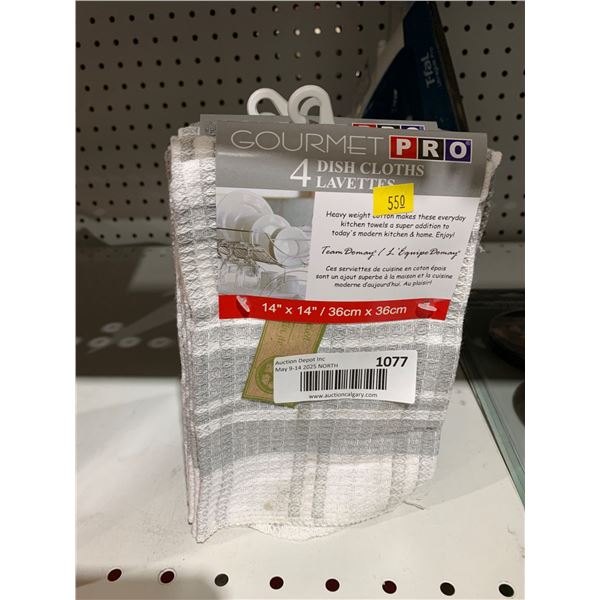 T-fal
GOURMET PRO
4 DISH CLOTHS
LAVETTES
550
Heavy weight cotton makes these everyday
kitchen towels a super addition to
today's modern kitchen & home. Enjoy!
Team Domay / L'Équipe Domay
Ces serviettes de cuisine en coton épais
sont un ajout superbe à la maison et la cuisine
moderne d'aujourd'hui. Au plaisir!
14" x 14" / 36cm x 36cm
Auction Depot Inc
May 9-14 2025 NORTH
1077
www.auctioncalgary.com